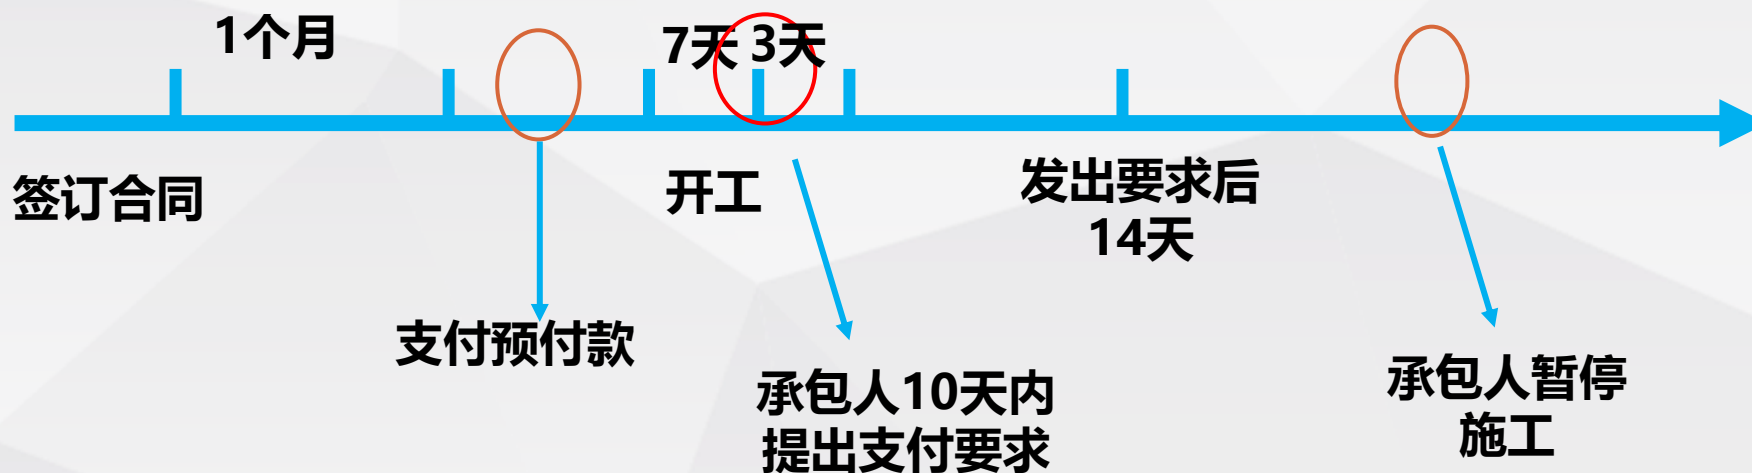 1个月
7天 3天
签订合同
开工
发出要求后
14天
支付预付款
承包人10天内
提出支付要求
承包人暂停
施工